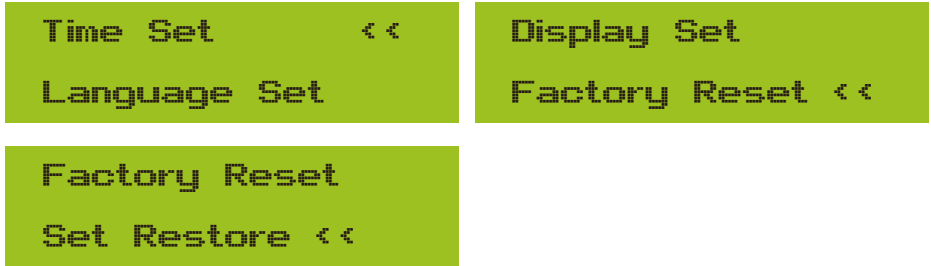 Time Set <<
Language Set
Display Set
Factory Reset <<
Factory Reset
Set Restore <<